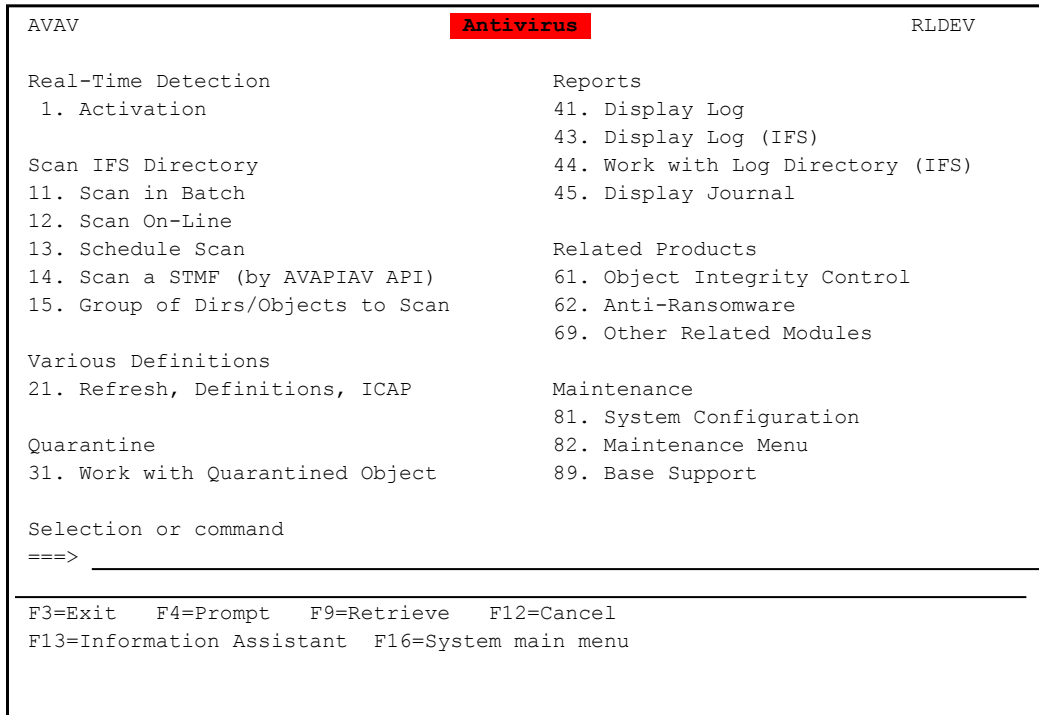 AVAV Antivirus RLDEV
Real-Time Detection Reports
1. Activation 41. Display Log
43. Display Log (IFS)
Scan IFS Directory 44. Work with Log Directory (IFS)
11. Scan in Batch 45. Display Journal
12. Scan On-Line
13. Schedule Scan Related Products
14. Scan a STMF (by AVAPIAV API) 61. Object Integrity Control
15. Group of Dirs/Objects to Scan 62. Anti-Ransomware
69. Other Related Modules
Various Definitions
21. Refresh, Definitions, ICAP Maintenance
81. System Configuration
Quarantine 82. Maintenance Menu
31. Work with Quarantined Object 89. Base Support
Selection or command
===>
F3=Exit F4=Prompt F9=Retrieve F12=Cancel
F13=Information Assistant F16=System main menu